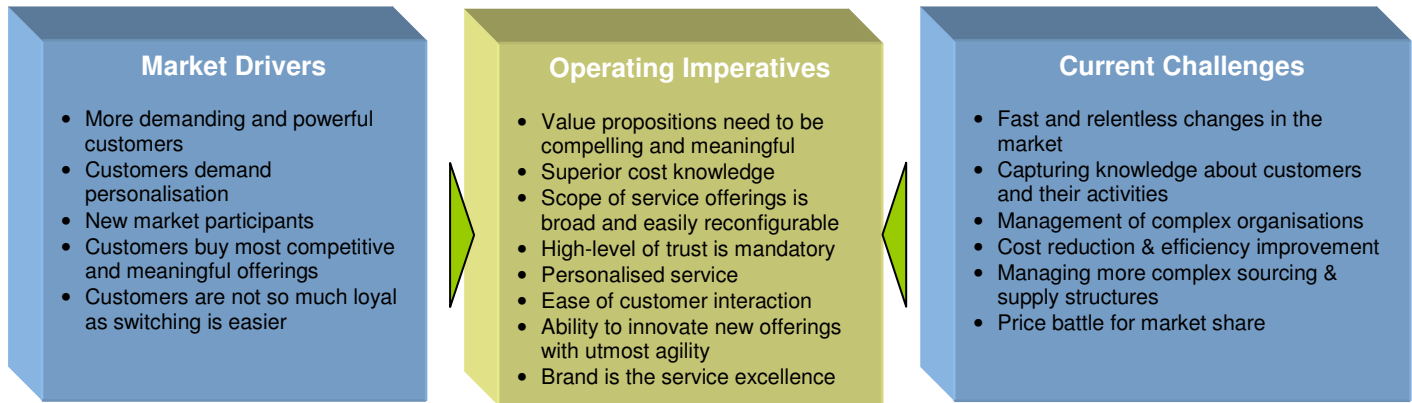 Market Drivers
• More demanding and powerful
customers
• Customers demand
personalisation
• New market participants
• Customers buy most competitive
and meaningful offerings
• Customers are not so much loyal
as switching is easier
Operating Imperatives
• Value propositions need to be
compelling and meaningful
• Superior cost knowledge
• Scope of service offerings is
broad and easily reconfigurable
• High-level of trust is mandatory
• Personalised service
• Ease of customer interaction
• Ability to innovate new offerings
with utmost agility
• Brand is the service excellence
Current Challenges
• Fast and relentless changes in the
market
• Capturing knowledge about customers
and their activities
• Management of complex organisations
• Cost reduction & efficiency improvement
• Managing more complex sourcing &
supply structures
• Price battle for market share